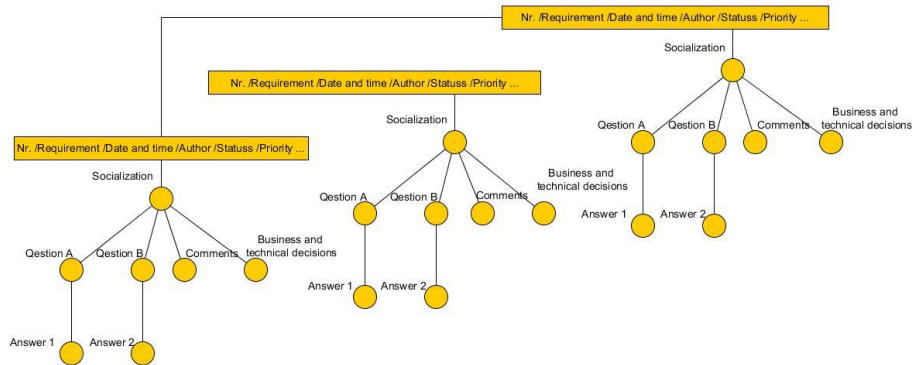 Nr. /Requirement /Date and time /Author /Statuss /Priority ...
Socialization
Qestion A
Qestion B
Comments
Business and
technical decisions
Answer 1
Answer 2
Nr. /Requirement /Date and time /Author /Statuss /Priority ...
Socialization
Qestion A
Qestion B
Comments
Business and
technical decisions
Answer 1
Answer 2
Nr. /Requirement /Date and time /Author /Statuss /Priority ...
Socialization
Qestion A
Qestion B
Comments
Business and
technical decisions
Answer 1
Answer 2